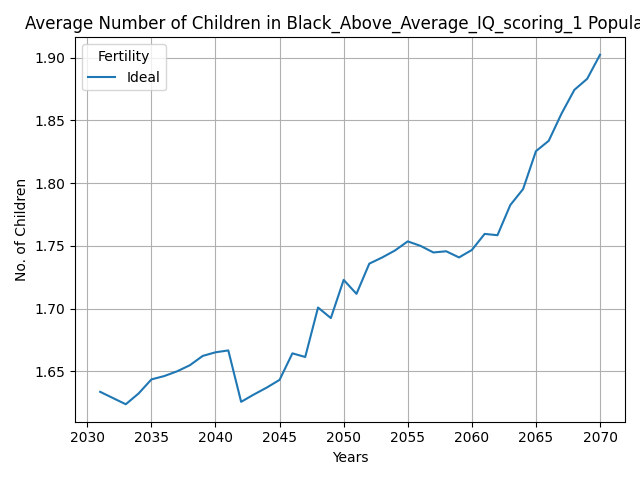 Average Number of Children in Black_Above_Average_IQ_scoring_1 Popula
Fertility
Ideal
1.90
1.85
1.80
1.75
1.70
1.65
No. of Children
2030 2035 2040 2045 2050 2055 2060 2065 2070
Years